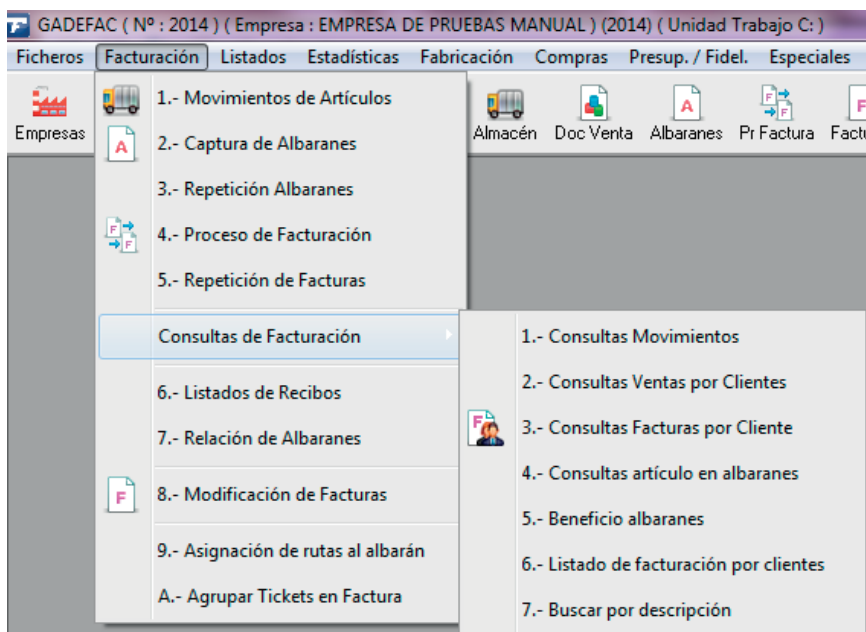 GADEFAC ( Nº : 2014 ) ( Empresa : EMPRESA DE PRUEBAS MANUAL ) (2014) ( Unidad Trabajo C: )
Ficheros Facturación Listados Estadísticas Fabricación Compras Presup. / Fidel. Especiales
Empresas Almacén Doc Venta Albaranes Pr Factura
1.- Movimientos de Artículos
2.- Captura de Albaranes
3.- Repetición Albaranes
4.- Proceso de Facturación
5.- Repetición de Facturas
Consultas de Facturación
6.- Listados de Recibos
7.- Relación de Albaranes
8.- Modificación de Facturas
9.- Asignación de rutas al albarán
A.- Agrupar Tickets en Factura
1.- Consultas Movimientos
2.- Consultas Ventas por Clientes
3.- Consultas Facturas por Cliente
4.- Consultas artículo en albaranes
5.- Beneficio albaranes
6.- Listado de facturación por clientes
7.- Buscar por descripción